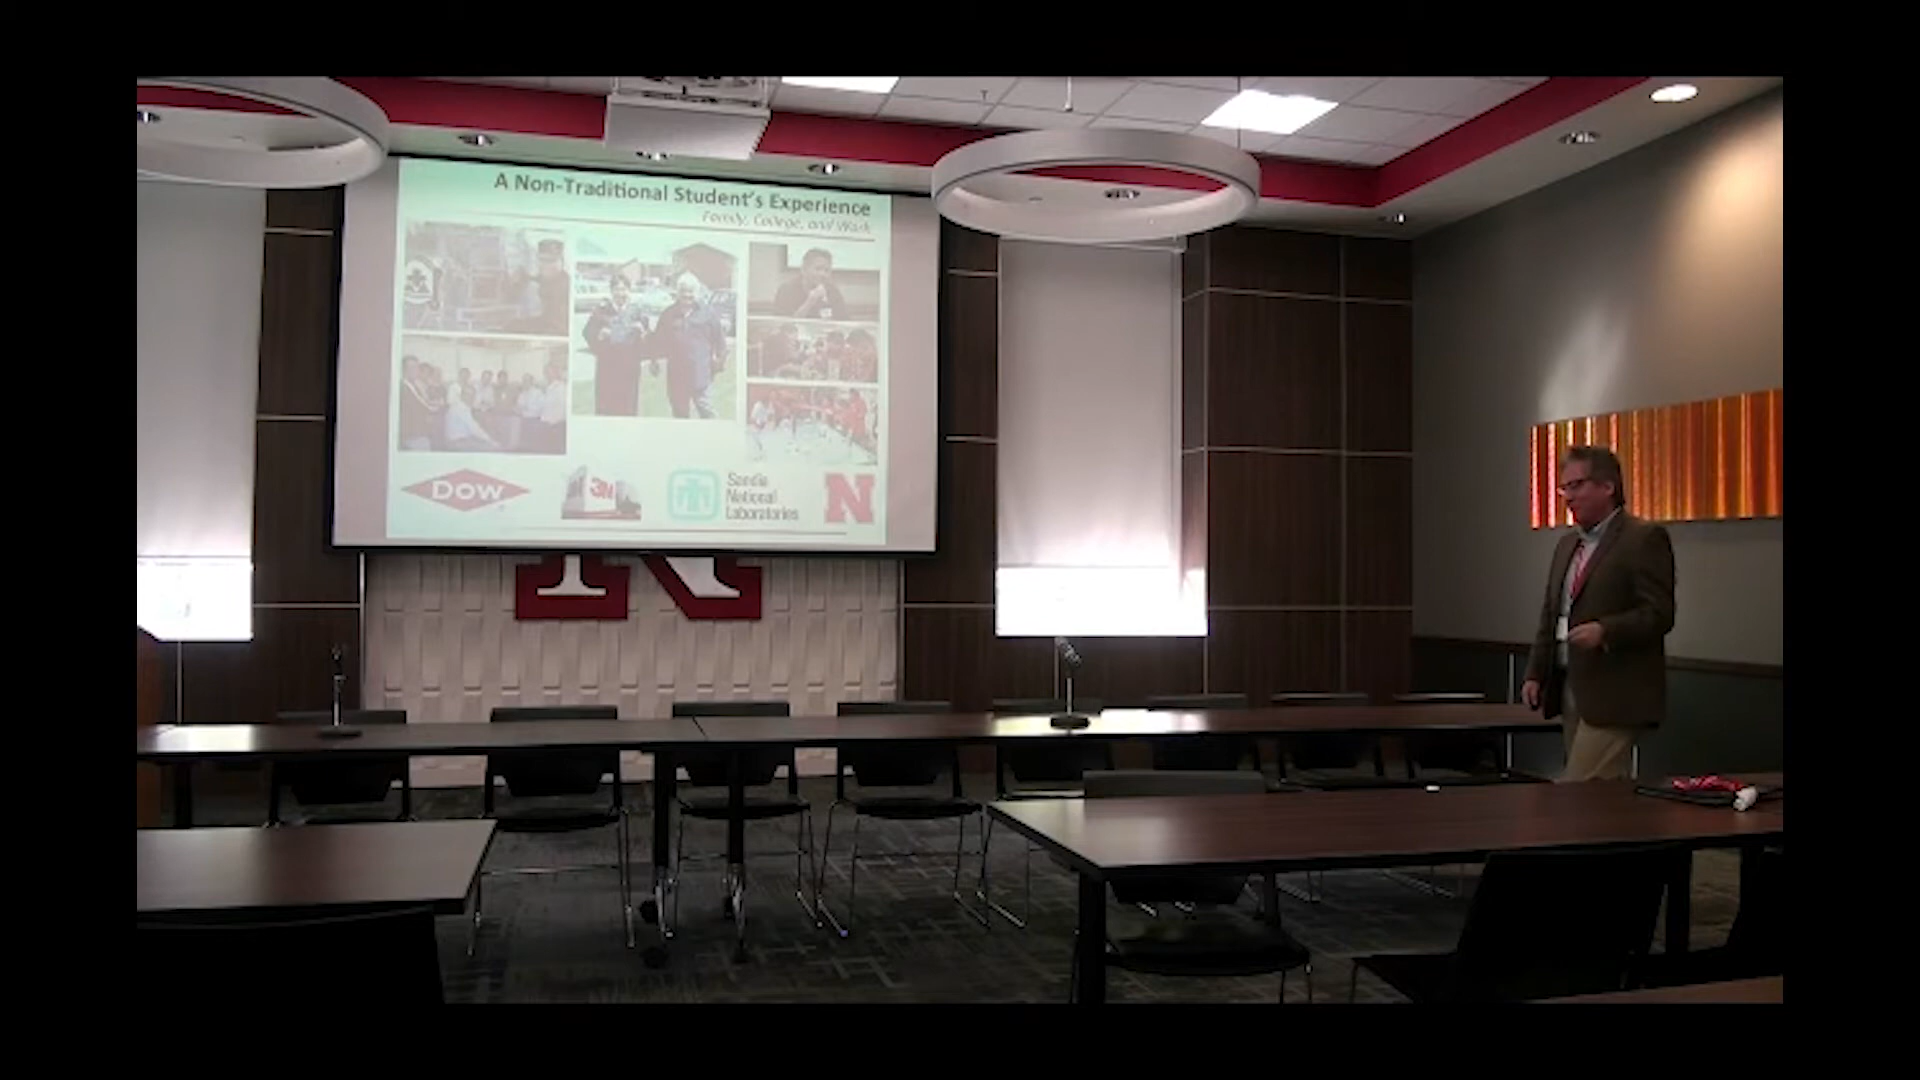 A Non-Traditional Student's Experience
Family, College, and Work
DOW
3M
Sandia
National
Laboratories
N
N